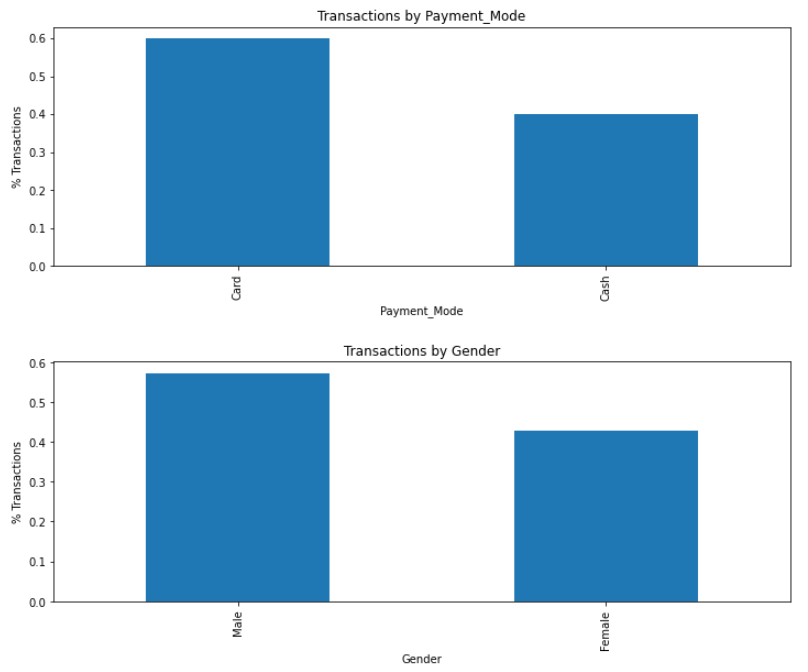 Transactions by Payment_Mode
0.6
0.5
0.4
0.3
0.2
0.1
0.0
% Transactions
Card
Cash
Payment_Mode
Transactions by Gender
0.6
0.5
0.4
0.3
0.2
0.1
0.0
% Transactions
Male
Female
Gender